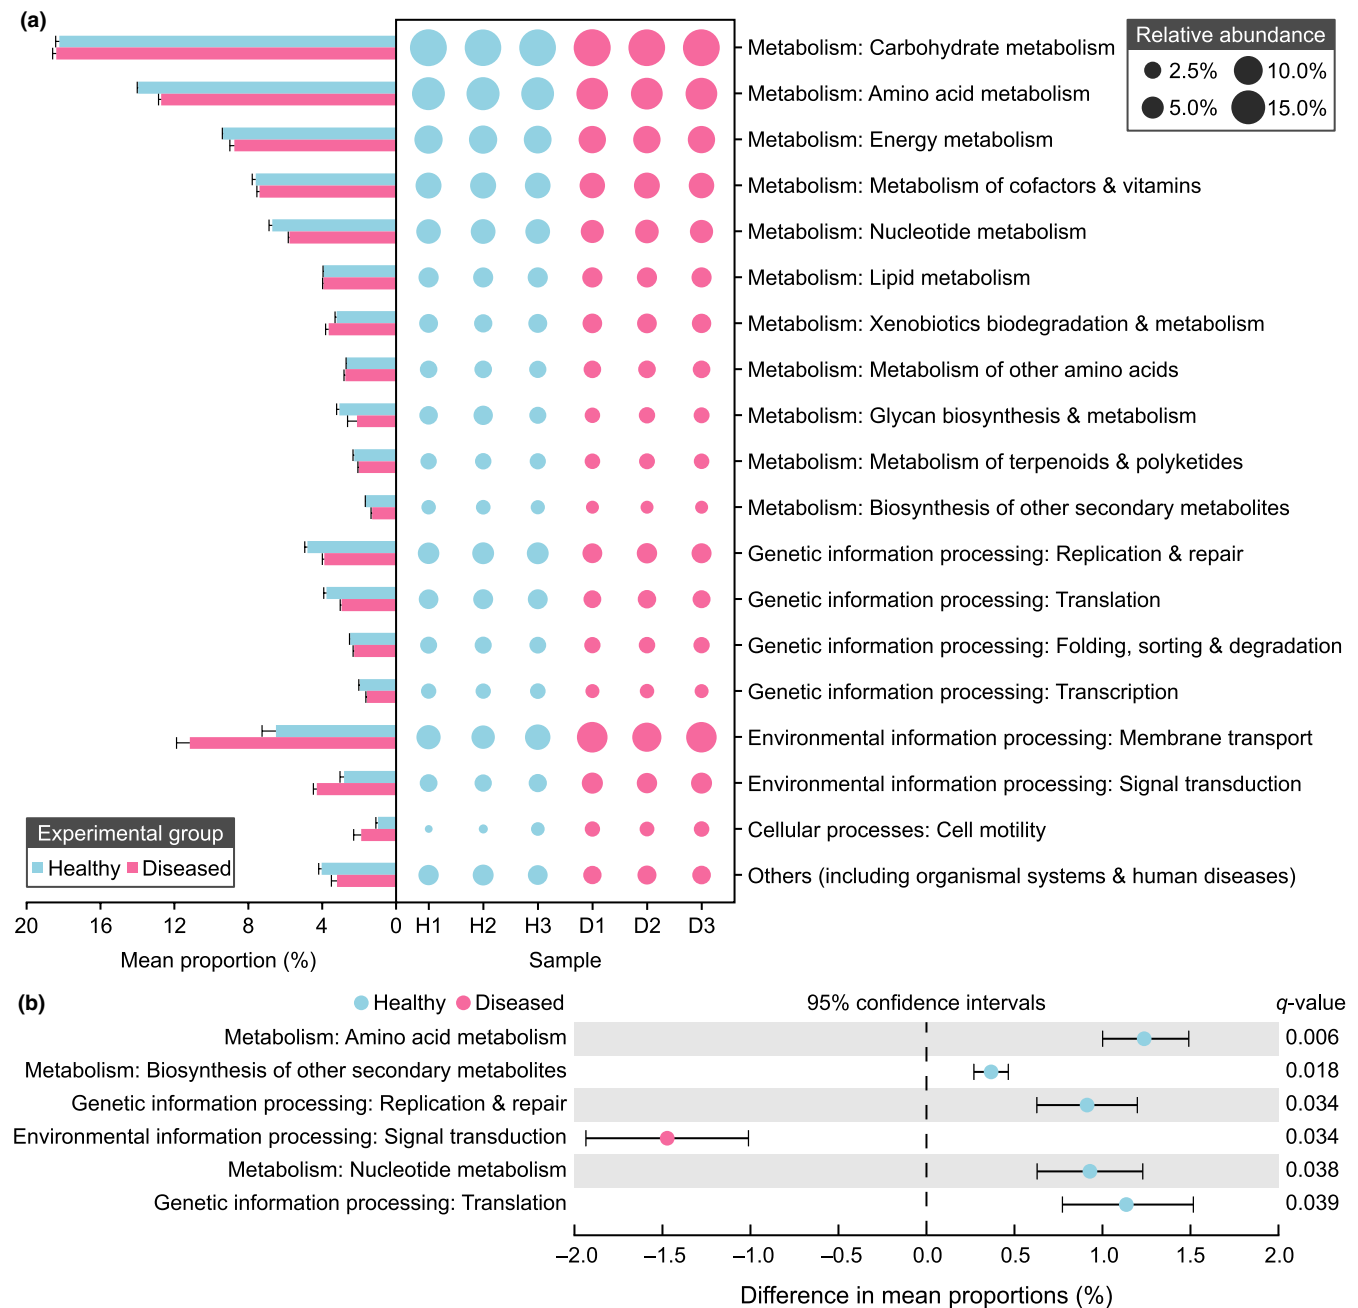 (a)
Metabolism: Carbohydrate metabolism
Metabolism: Amino acid metabolism
Metabolism: Energy metabolism
Metabolism: Metabolism of cofactors & vitamins
Metabolism: Nucleotide metabolism
Metabolism: Lipid metabolism
Metabolism: Xenobiotics biodegradation & metabolism
Metabolism: Metabolism of other amino acids
Metabolism: Glycan biosynthesis & metabolism
Metabolism: Metabolism of terpenoids & polyketides
Metabolism: Biosynthesis of other secondary metabolites
Genetic information processing: Replication & repair
Genetic information processing: Translation
Genetic information processing: Folding, sorting & degradation
Genetic information processing: Transcription
Environmental information processing: Membrane transport
Environmental information processing: Signal transduction
Cellular processes: Cell motility
Others (including organismal systems & human diseases)
Relative abundance
2.5% 10.0%
5.0% 15.0%
Experimental group
Healthy Diseased
20 16 12 8 4 0 H1 H2 H3 D1 D2 D3
Mean proportion (%) Sample
(b)
Healthy Diseased 95% confidence intervals q-value
Metabolism: Amino acid metabolism 0.006
Metabolism: Biosynthesis of other secondary metabolites 0.018
Genetic information processing: Replication & repair 0.034
Environmental information processing: Signal transduction 0.034
Metabolism: Nucleotide metabolism 0.038
Genetic information processing: Translation 0.039
–2.0 –1.5 –1.0 –0.5 0.0 0.5 1.0 1.5 2.0
Difference in mean proportions (%)